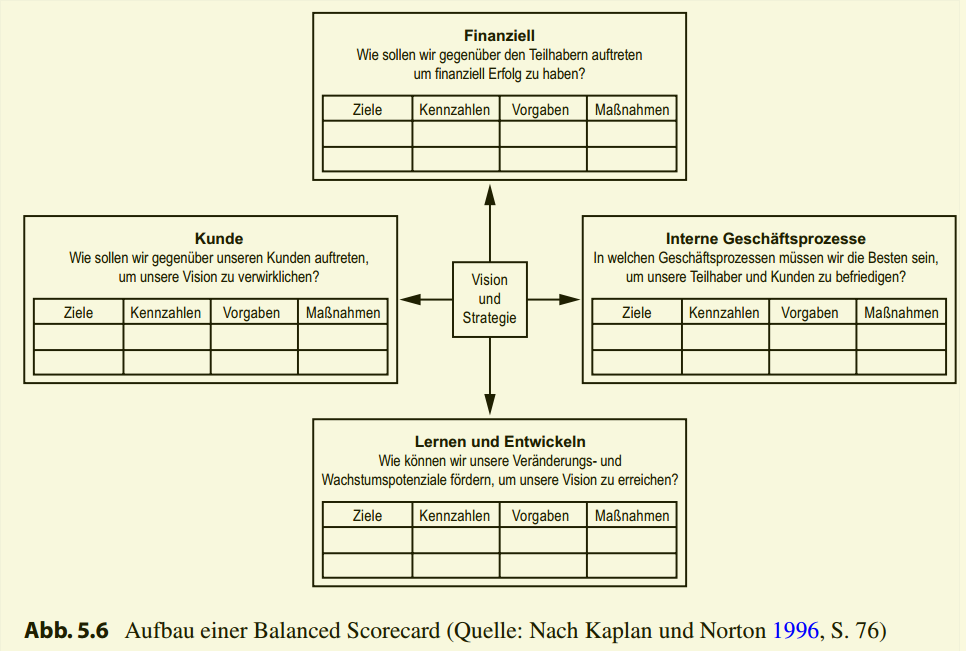 Finanziell
Wie sollen wir gegenüber den Teilhabern auftreten
um finanziell Erfolg zu haben?
Ziele Kennzahlen Vorgaben Maßnahmen
Kunde
Wie sollen wir gegenüber unseren Kunden auftreten,
um unsere Vision zu verwirklichen?
Ziele Kennzahlen Vorgaben Maßnahmen
Vision
und
Strategie
Interne Geschäftsprozesse
In welchen Geschäftsprozessen müssen wir die Besten sein,
um unsere Teilhaber und Kunden zu befriedigen?
Ziele Kennzahlen Vorgaben Maßnahmen
Lernen und Entwickeln
Wie können wir unsere Veränderungs- und
Wachstumspotenziale fördern, um unsere Vision zu erreichen?
Ziele Kennzahlen Vorgaben Maßnahmen
Abb. 5.6 Aufbau einer Balanced Scorecard (Quelle: Nach Kaplan und Norton 1996, S. 76)